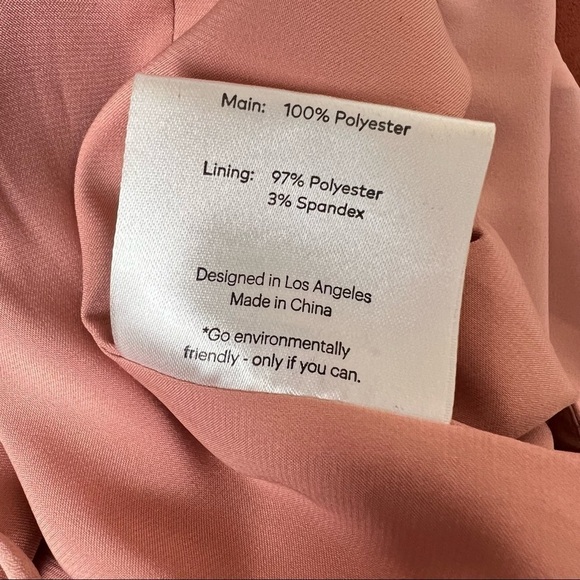 Main: 100% Polyester
Lining: 97% Polyester
3% Spandex
Designed in Los Angeles
Made in China
*Go environmentally
friendly - only if you can.